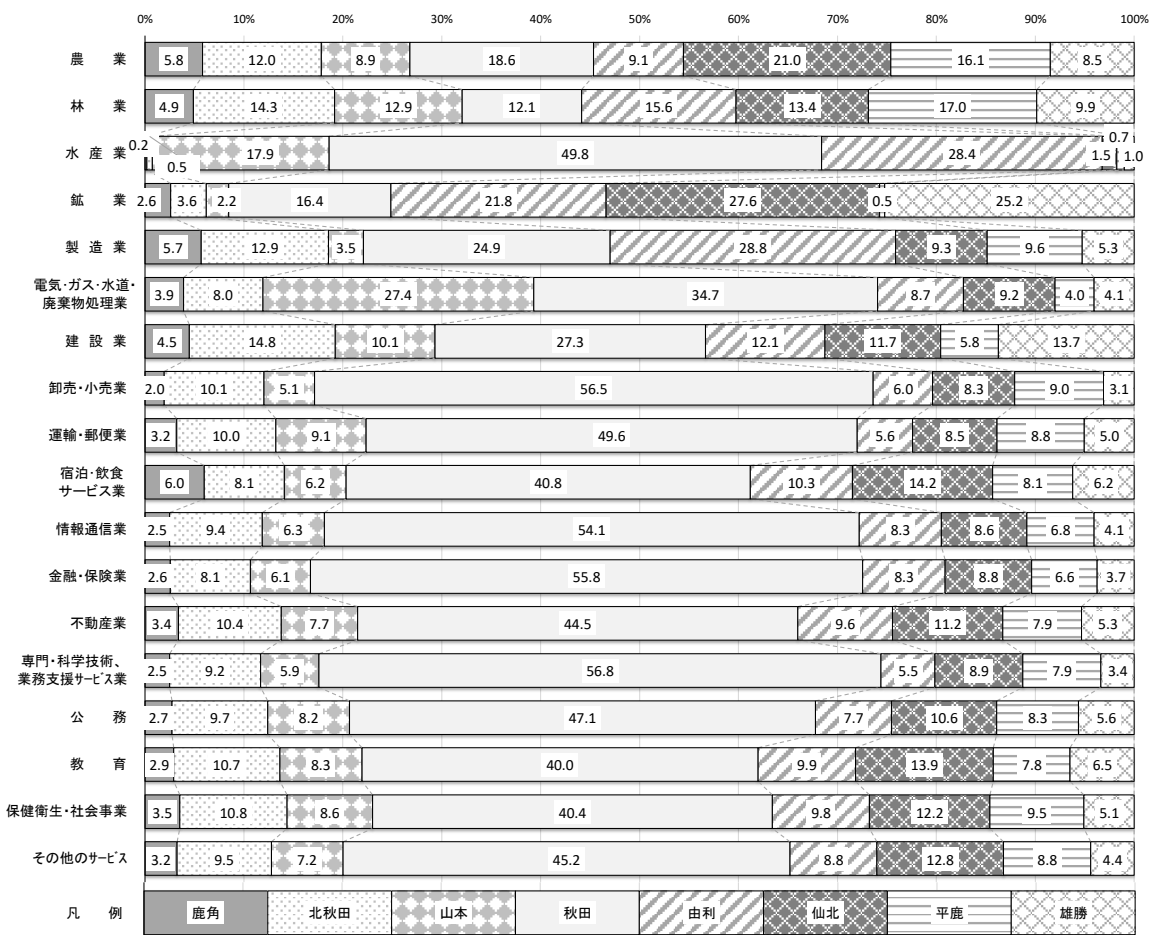 0% 10% 20% 30% 40% 50% 60% 70% 80% 90% 100%
農業 5.8 12.0 8.9 18.6 9.1 21.0 16.1 8.5
林業 4.9 14.3 12.9 12.1 15.6 13.4 17.0 9.9
水産業 0.2 0.5 17.9 49.8 28.4 1.5 0.7 1.0
鉱業 2.6 3.6 2.2 16.4 21.8 27.6 0.5 25.2
製造業 5.7 12.9 3.5 24.9 28.8 9.3 9.6 5.3
電気・ガス・水道・
廃棄物処理業 3.9 8.0 27.4 34.7 8.7 9.2 4.0 4.1
建設業 4.5 14.8 10.1 27.3 12.1 11.7 5.8 13.7
卸売・小売業 2.0 10.1 5.1 56.5 6.0 8.3 9.0 3.1
運輸・郵便業 3.2 10.0 9.1 49.6 5.6 8.5 8.8 5.0
宿泊・飲食
サービス業 6.0 8.1 6.2 40.8 10.3 14.2 8.1 6.2
情報通信業 2.5 9.4 6.3 54.1 8.3 8.6 6.8 4.1
金融・保険業 2.6 8.1 6.1 55.8 8.3 8.8 6.6 3.7
不動産業 3.4 10.4 7.7 44.5 9.6 11.2 7.9 5.3
専門・科学技術、
業務支援サービス業 2.5 9.2 5.9 56.8 5.5 8.9 7.9 3.4
公務 2.7 9.7 8.2 47.1 7.7 10.6 8.3 5.6
教育 2.9 10.7 8.3 40.0 9.9 13.9 7.8 6.5
保健衛生・社会事業 3.5 10.8 8.6 40.4 9.8 12.2 9.5 5.1
その他のサービス 3.2 9.5 7.2 45.2 8.8 12.8 8.8 4.4
凡例 鹿角 北秋田 山本 秋田 由利 仙北 平鹿 雄勝